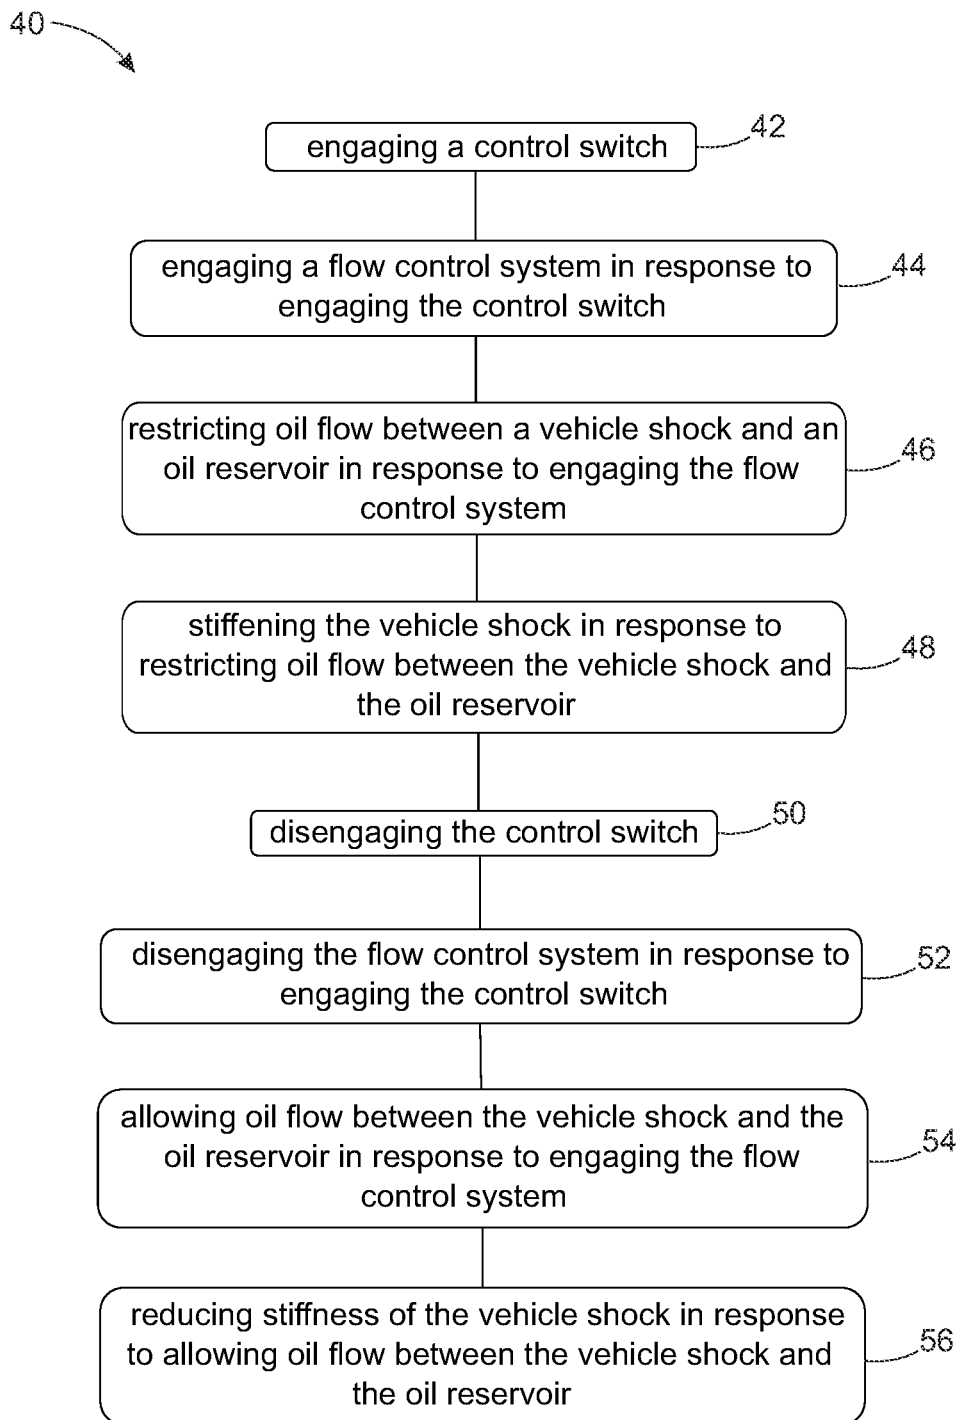 40
engaging a control switch
42
engaging a flow control system in response to
engaging the control switch
44
restricting oil flow between a vehicle shock and an
oil reservoir in response to engaging the flow
control system
46
stiffening the vehicle shock in response to
restricting oil flow between the vehicle shock and
the oil reservoir
48
disengaging the control switch
50
disengaging the flow control system in response to
engaging the control switch
52
allowing oil flow between the vehicle shock and the
oil reservoir in response to engaging the flow
control system
54
reducing stiffness of the vehicle shock in response
to allowing oil flow between the vehicle shock and
the oil reservoir
56